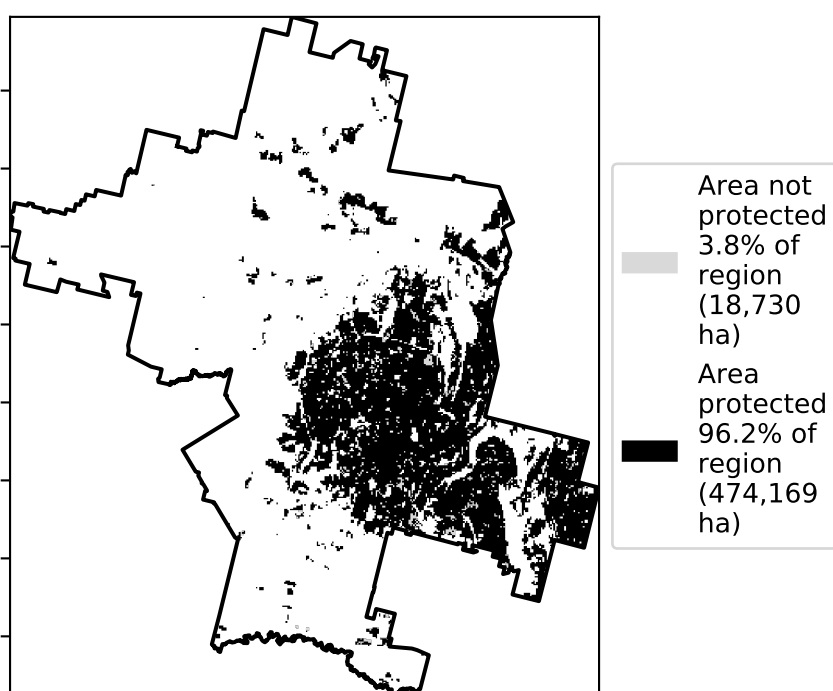 Area not
protected
3.8% of
region
(18,730
ha)
Area
protected
96.2% of
region
(474,169
ha)